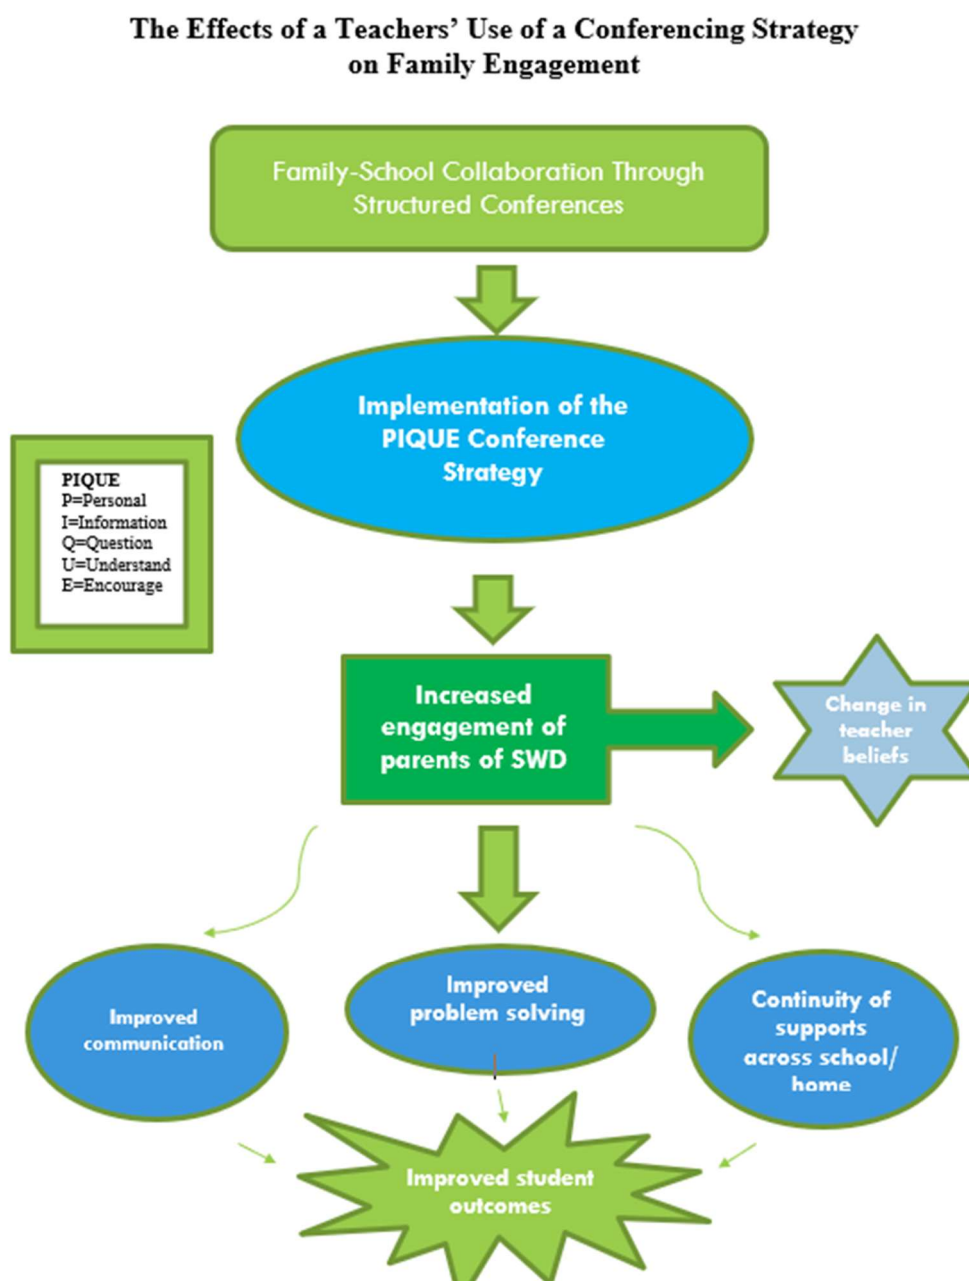 The Effects of a Teachers’ Use of a Conferencing Strategy
on Family Engagement
Family-School Collaboration Through
Structured Conferences
Implementation of the
PIQUE Conference
Strategy
PIQUE
P=Personal
I=Information
Q=Question
U=Understand
E=Encourage
Increased
engagement of
parents of SWD
Change in
teacher
beliefs
Improved
communication
Improved
problem solving
Continuity of
supports
across school/
home
Improved student
outcomes